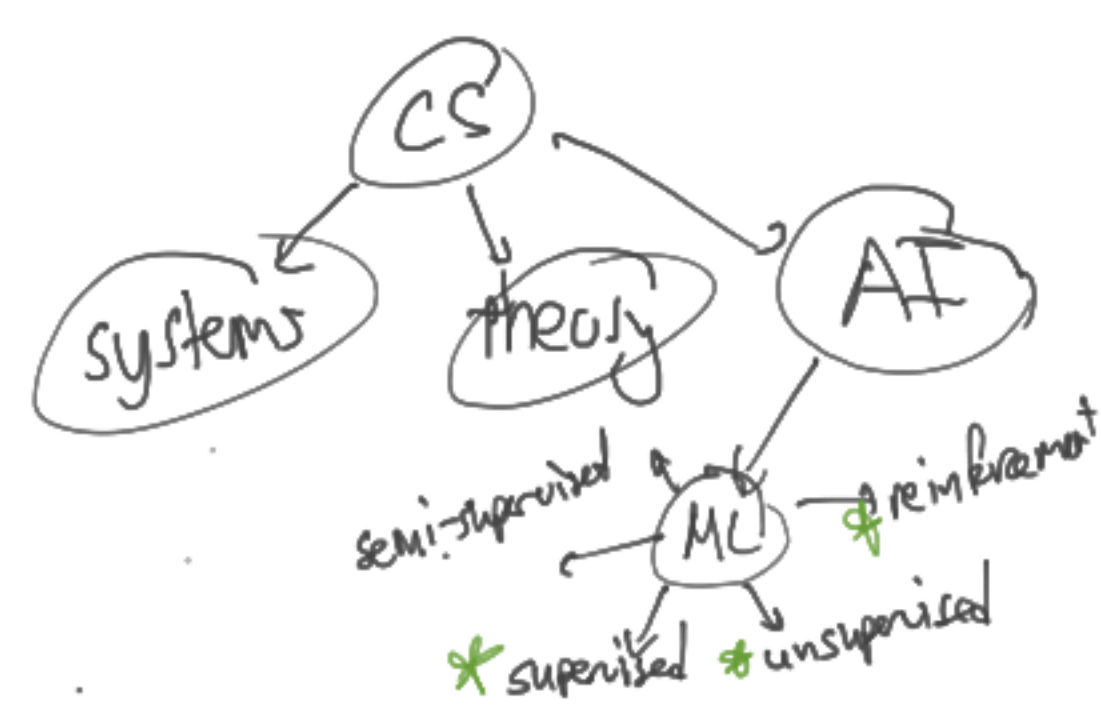 CS
systems
theory
AI
semi-supervised
ML
reinforcement
supervised
unsupervised